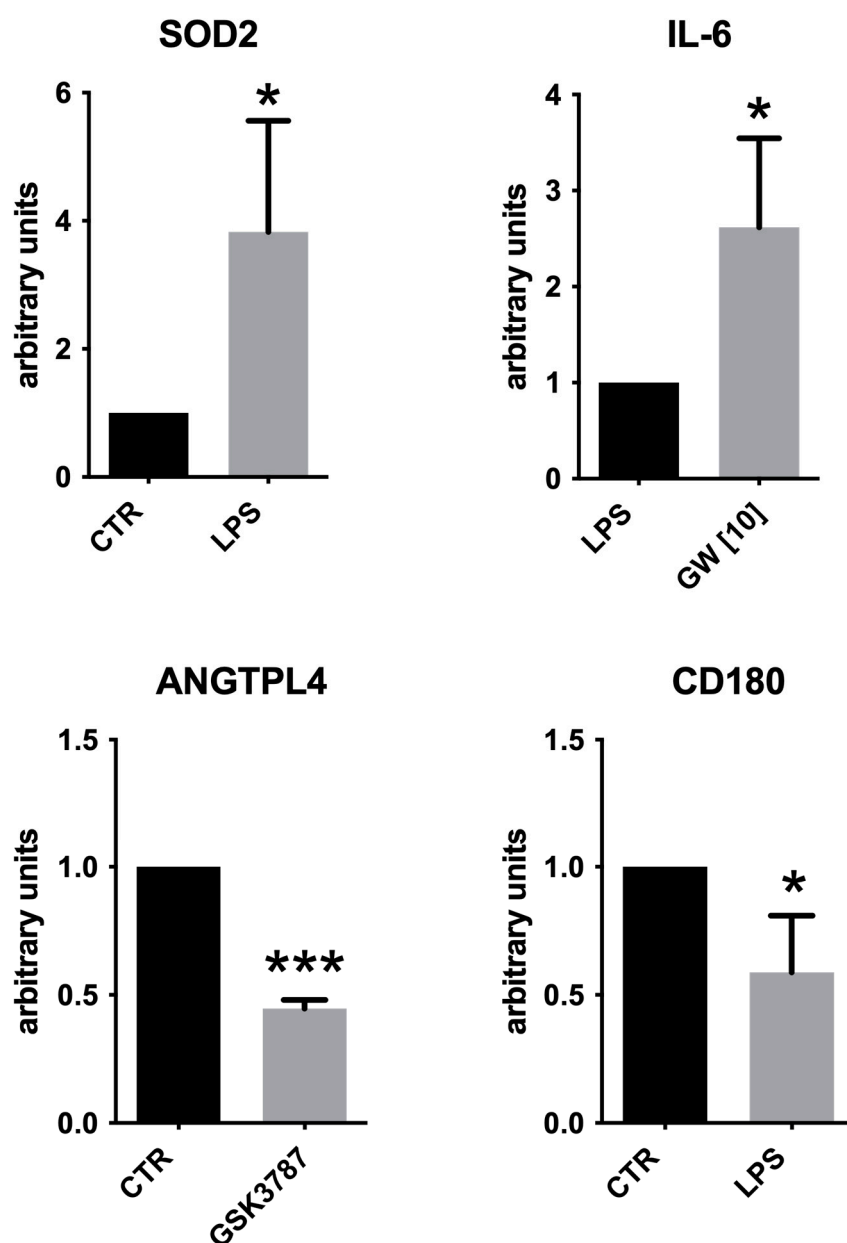 SOD2
arbitrary units
6
4
2
0
*
CTR
LPS
IL-6
arbitrary units
4
3
2
1
0
*
LPS
GW [10]
ANGTPL4
arbitrary units
1.5
1.0
0.5
0.0
***
CTR
GSK3787
CD180
arbitrary units
1.5
1.0
0.5
0.0
*
CTR
LPS